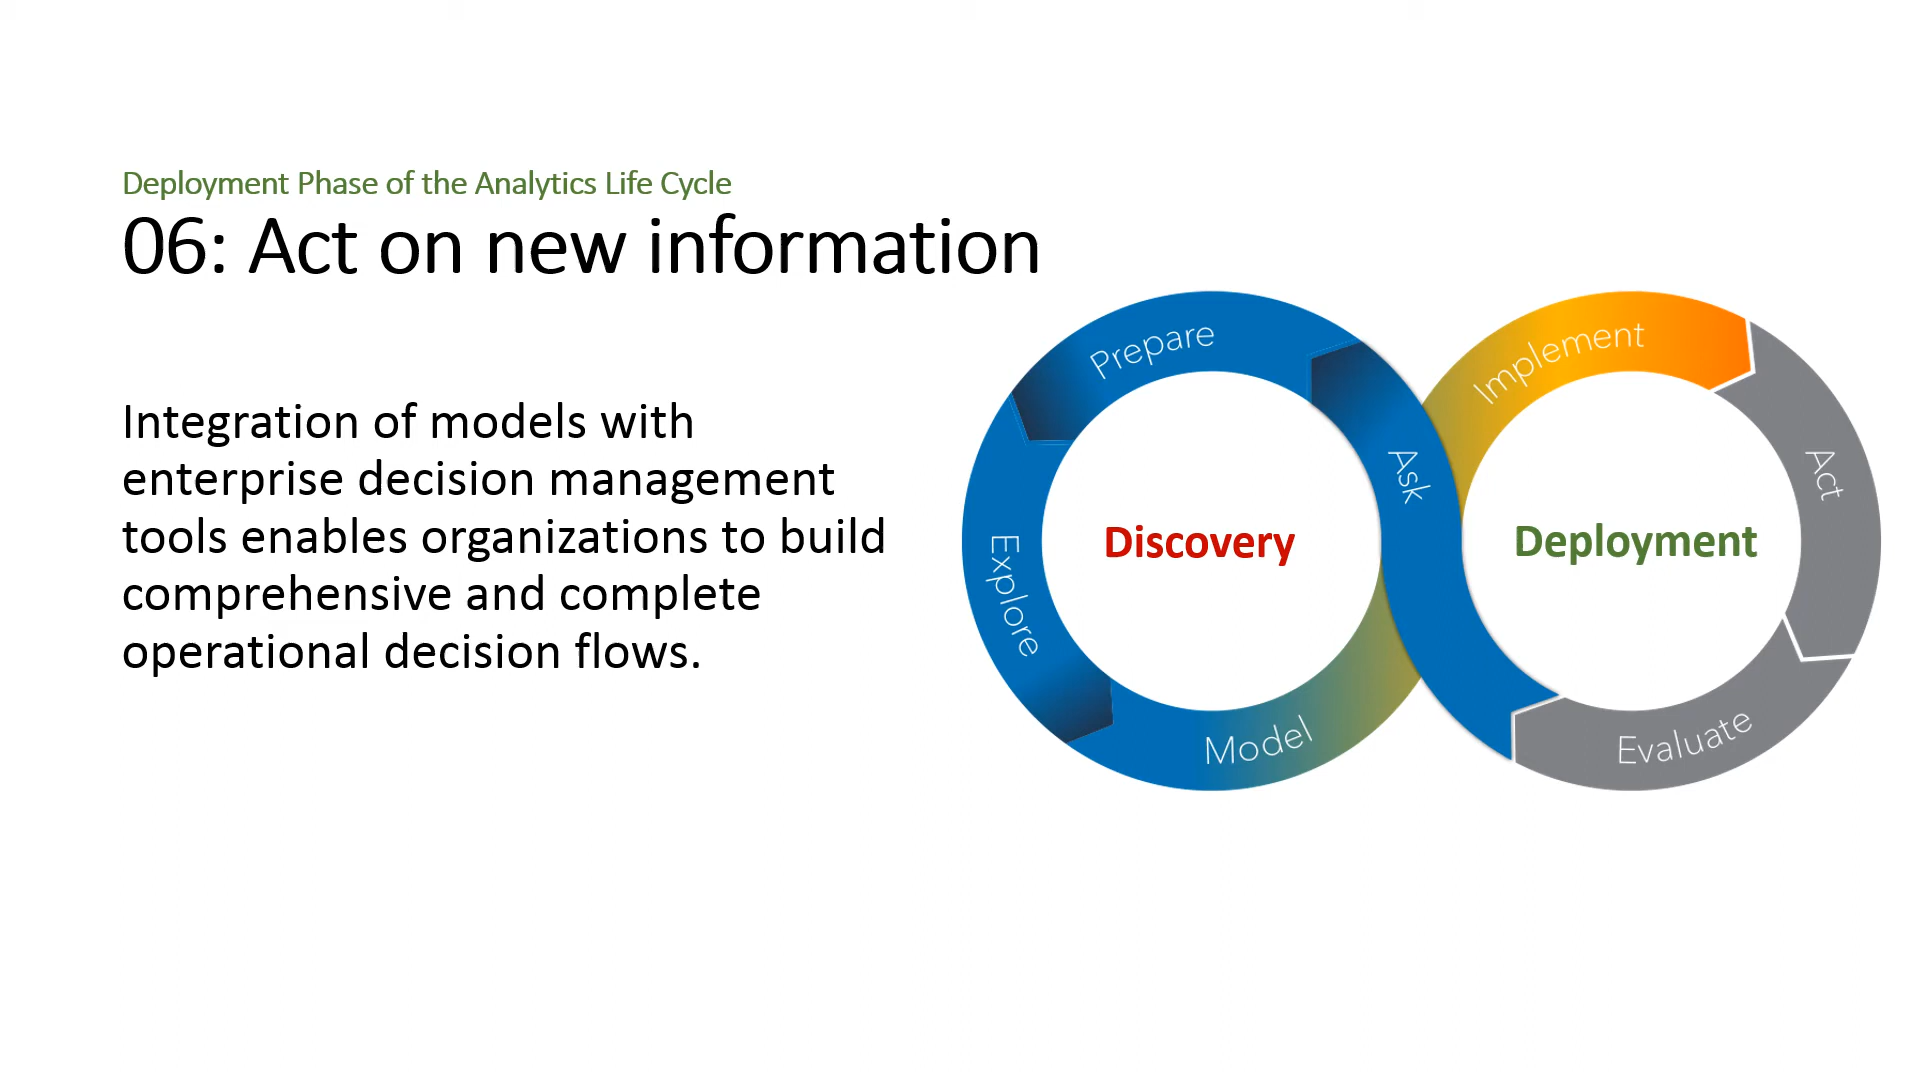 Deployment Phase of the Analytics Life Cycle
06: Act on new information
Integration of models with
enterprise decision management
tools enables organizations to build
comprehensive and complete
operational decision flows.
Prepare
Explore
Model
Ask
Discovery
Implement
Act
Evaluate
Deployment